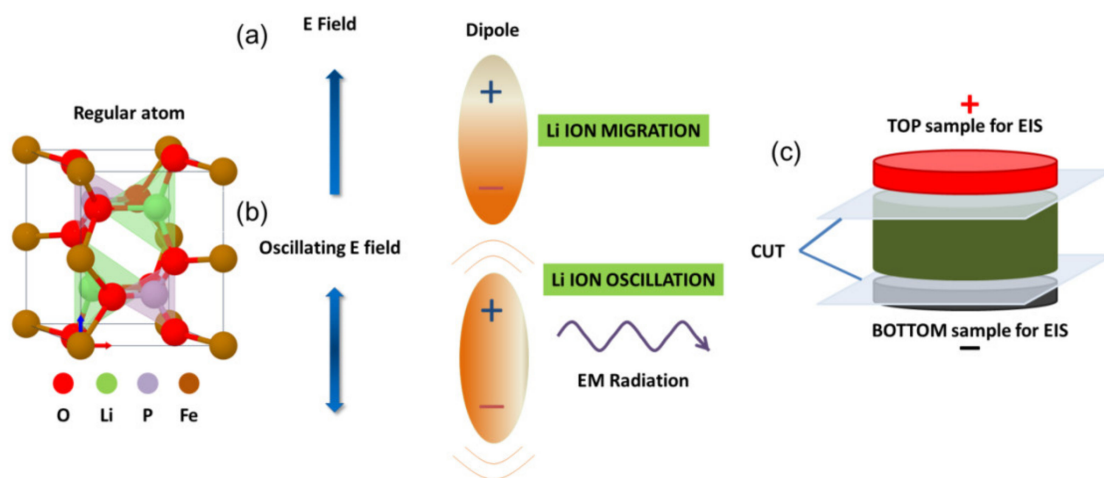 (a)
E Field
Dipole
+
−
Li ION MIGRATION
Regular atom
(b)
Oscillating E field
+
−
Li ION OSCILLATION
EM Radiation
O Li P Fe
(c)
+
TOP sample for EIS
CUT
BOTTOM sample for EIS
−